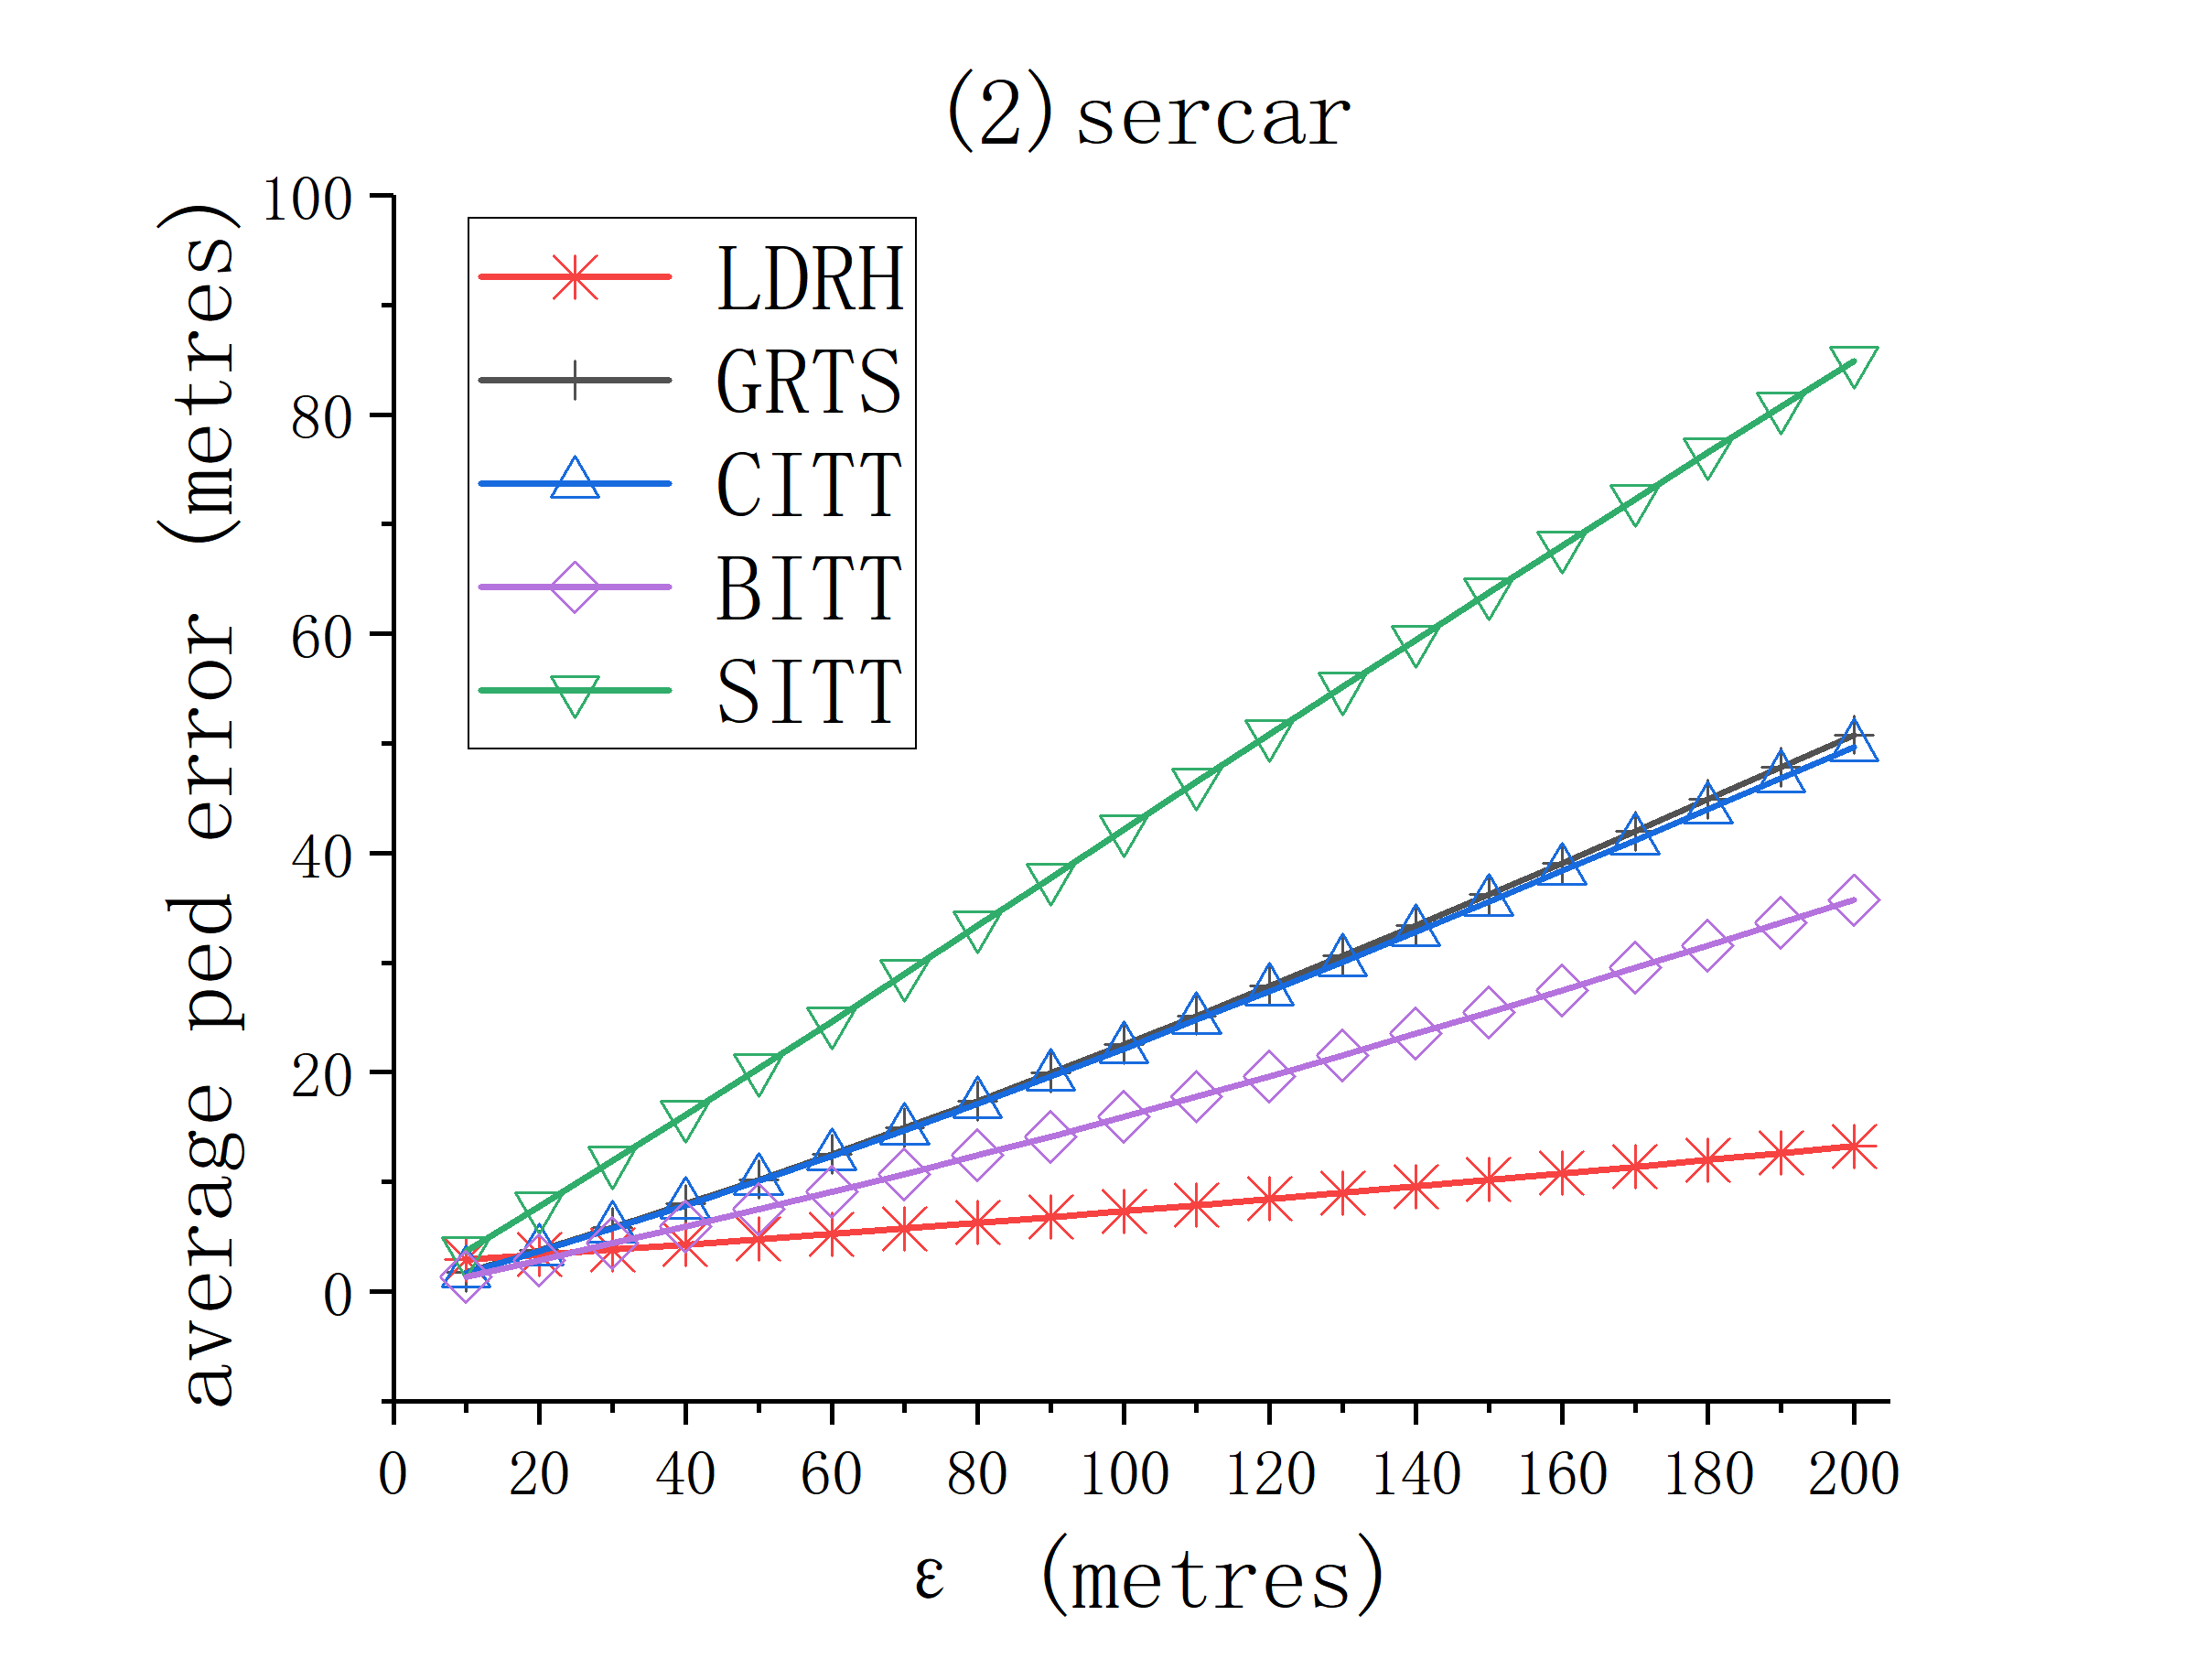 (2)sercar
average ped error (metres)
100
80
60
40
20
0
LDRH
GRTS
CITT
BITT
SITT
0 20 40 60 80 100 120 140 160 180 200
ε (metres)